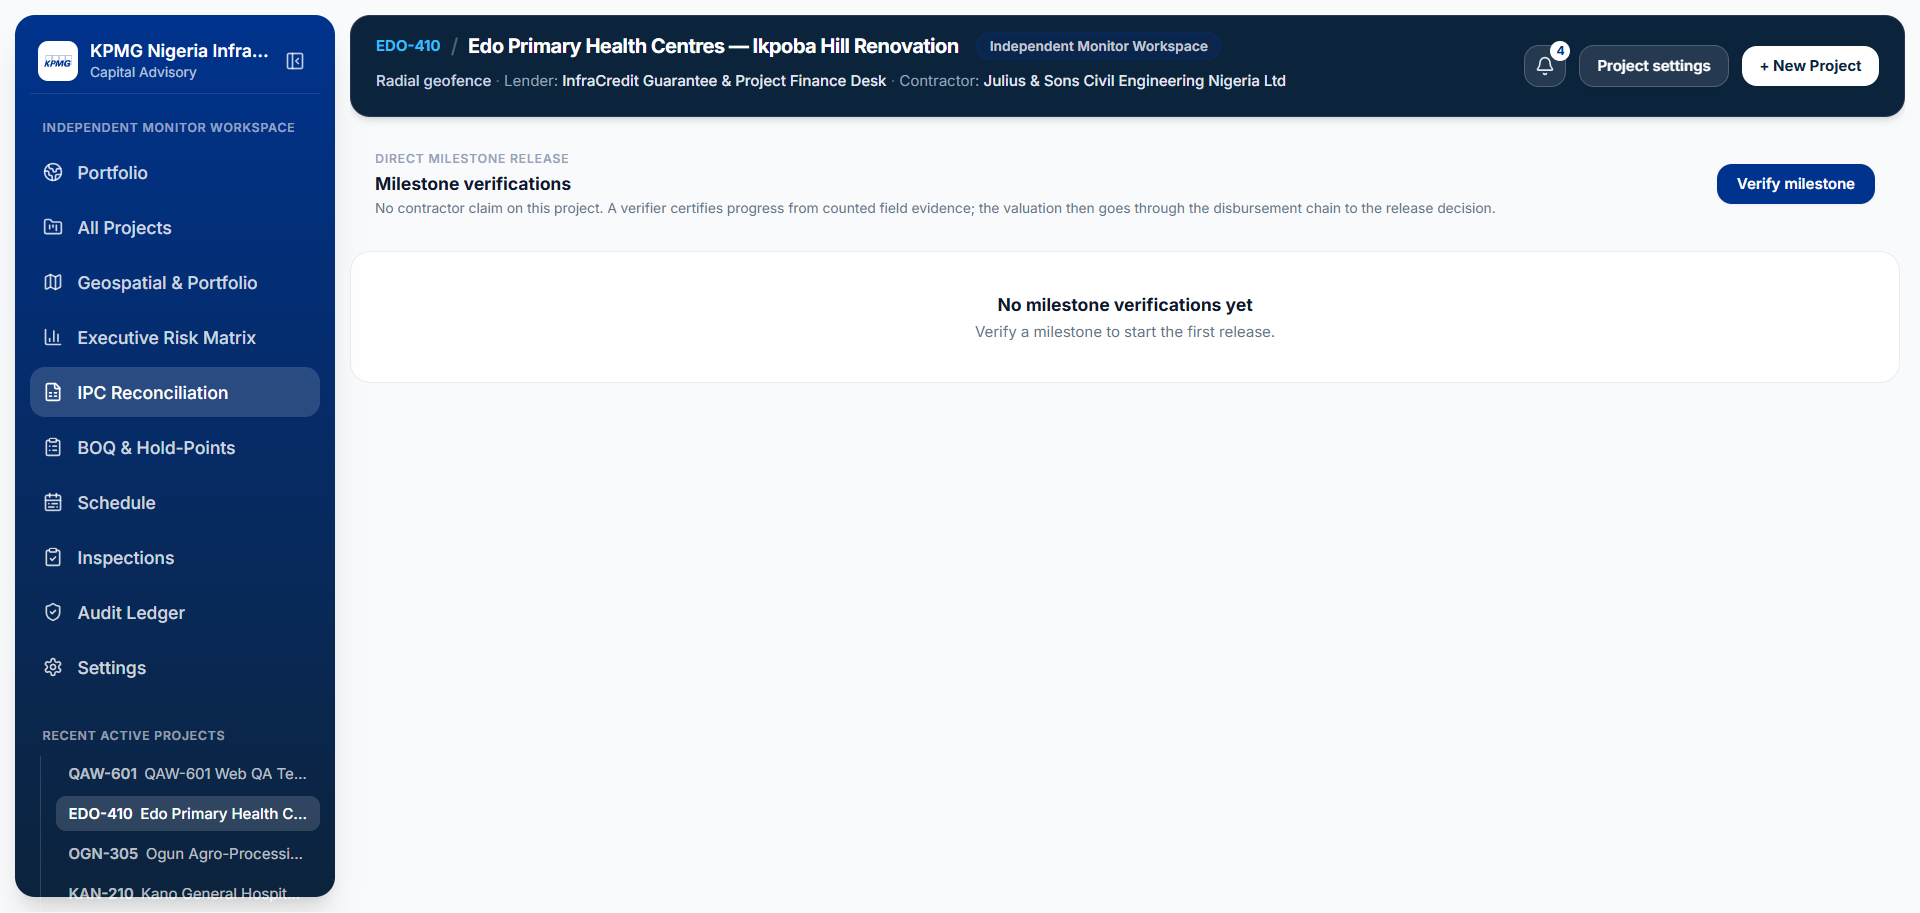 KPMG
KPMG Nigeria Infra...
Capital Advisory
INDEPENDENT MONITOR WORKSPACE
Portfolio
All Projects
Geospatial & Portfolio
Executive Risk Matrix
IPC Reconciliation
BOQ & Hold-Points
Schedule
Inspections
Audit Ledger
Settings
RECENT ACTIVE PROJECTS
QAW-601 QAW-601 Web QA Te...
EDO-410 Edo Primary Health C...
OGN-305 Ogun Agro-Processi...
KAN-210 Kano General Hospit...
EDO-410 / Edo Primary Health Centres — Ikpoba Hill Renovation Independent Monitor Workspace
Radial geofence · Lender: InfraCredit Guarantee & Project Finance Desk · Contractor: Julius & Sons Civil Engineering Nigeria Ltd
4
Project settings
+ New Project
DIRECT MILESTONE RELEASE
Milestone verifications
No contractor claim on this project. A verifier certifies progress from counted field evidence; the valuation then goes through the disbursement chain to the release decision.
Verify milestone
No milestone verifications yet
Verify a milestone to start the first release.